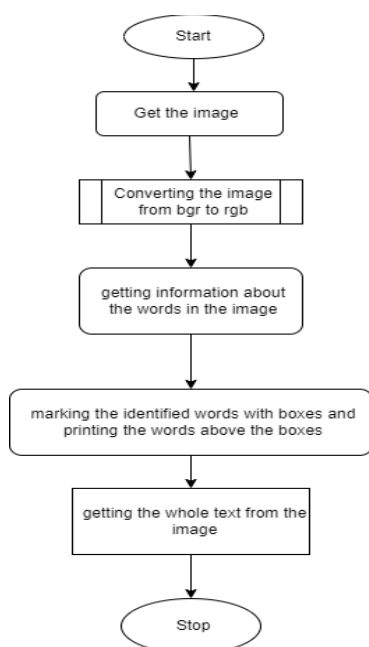 Start
Get the image
Converting the image
from bgr to rgb
getting information about
the words in the image
marking the identified words with boxes and
printing the words above the boxes
getting the whole text from the
image
Stop